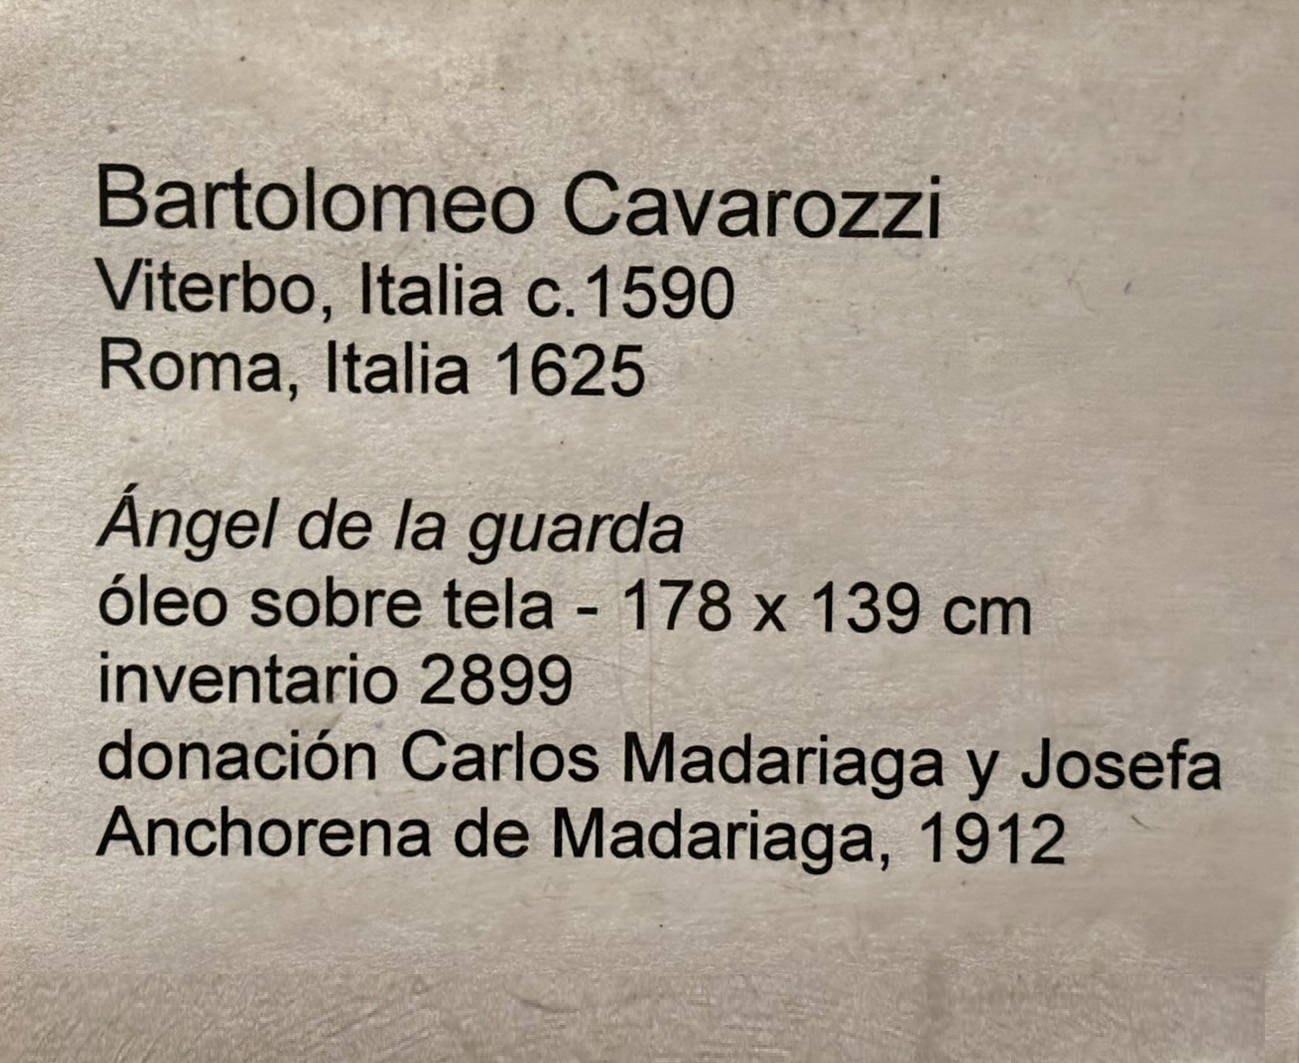 Bartolomeo Cavarozzi
Viterbo, Italia c.1590
Roma, Italia 1625
Ángel de la guarda
óleo sobre tela - 178 x 139 cm
inventario 2899
donación Carlos Madariaga y Josefa
Anchorena de Madariaga, 1912